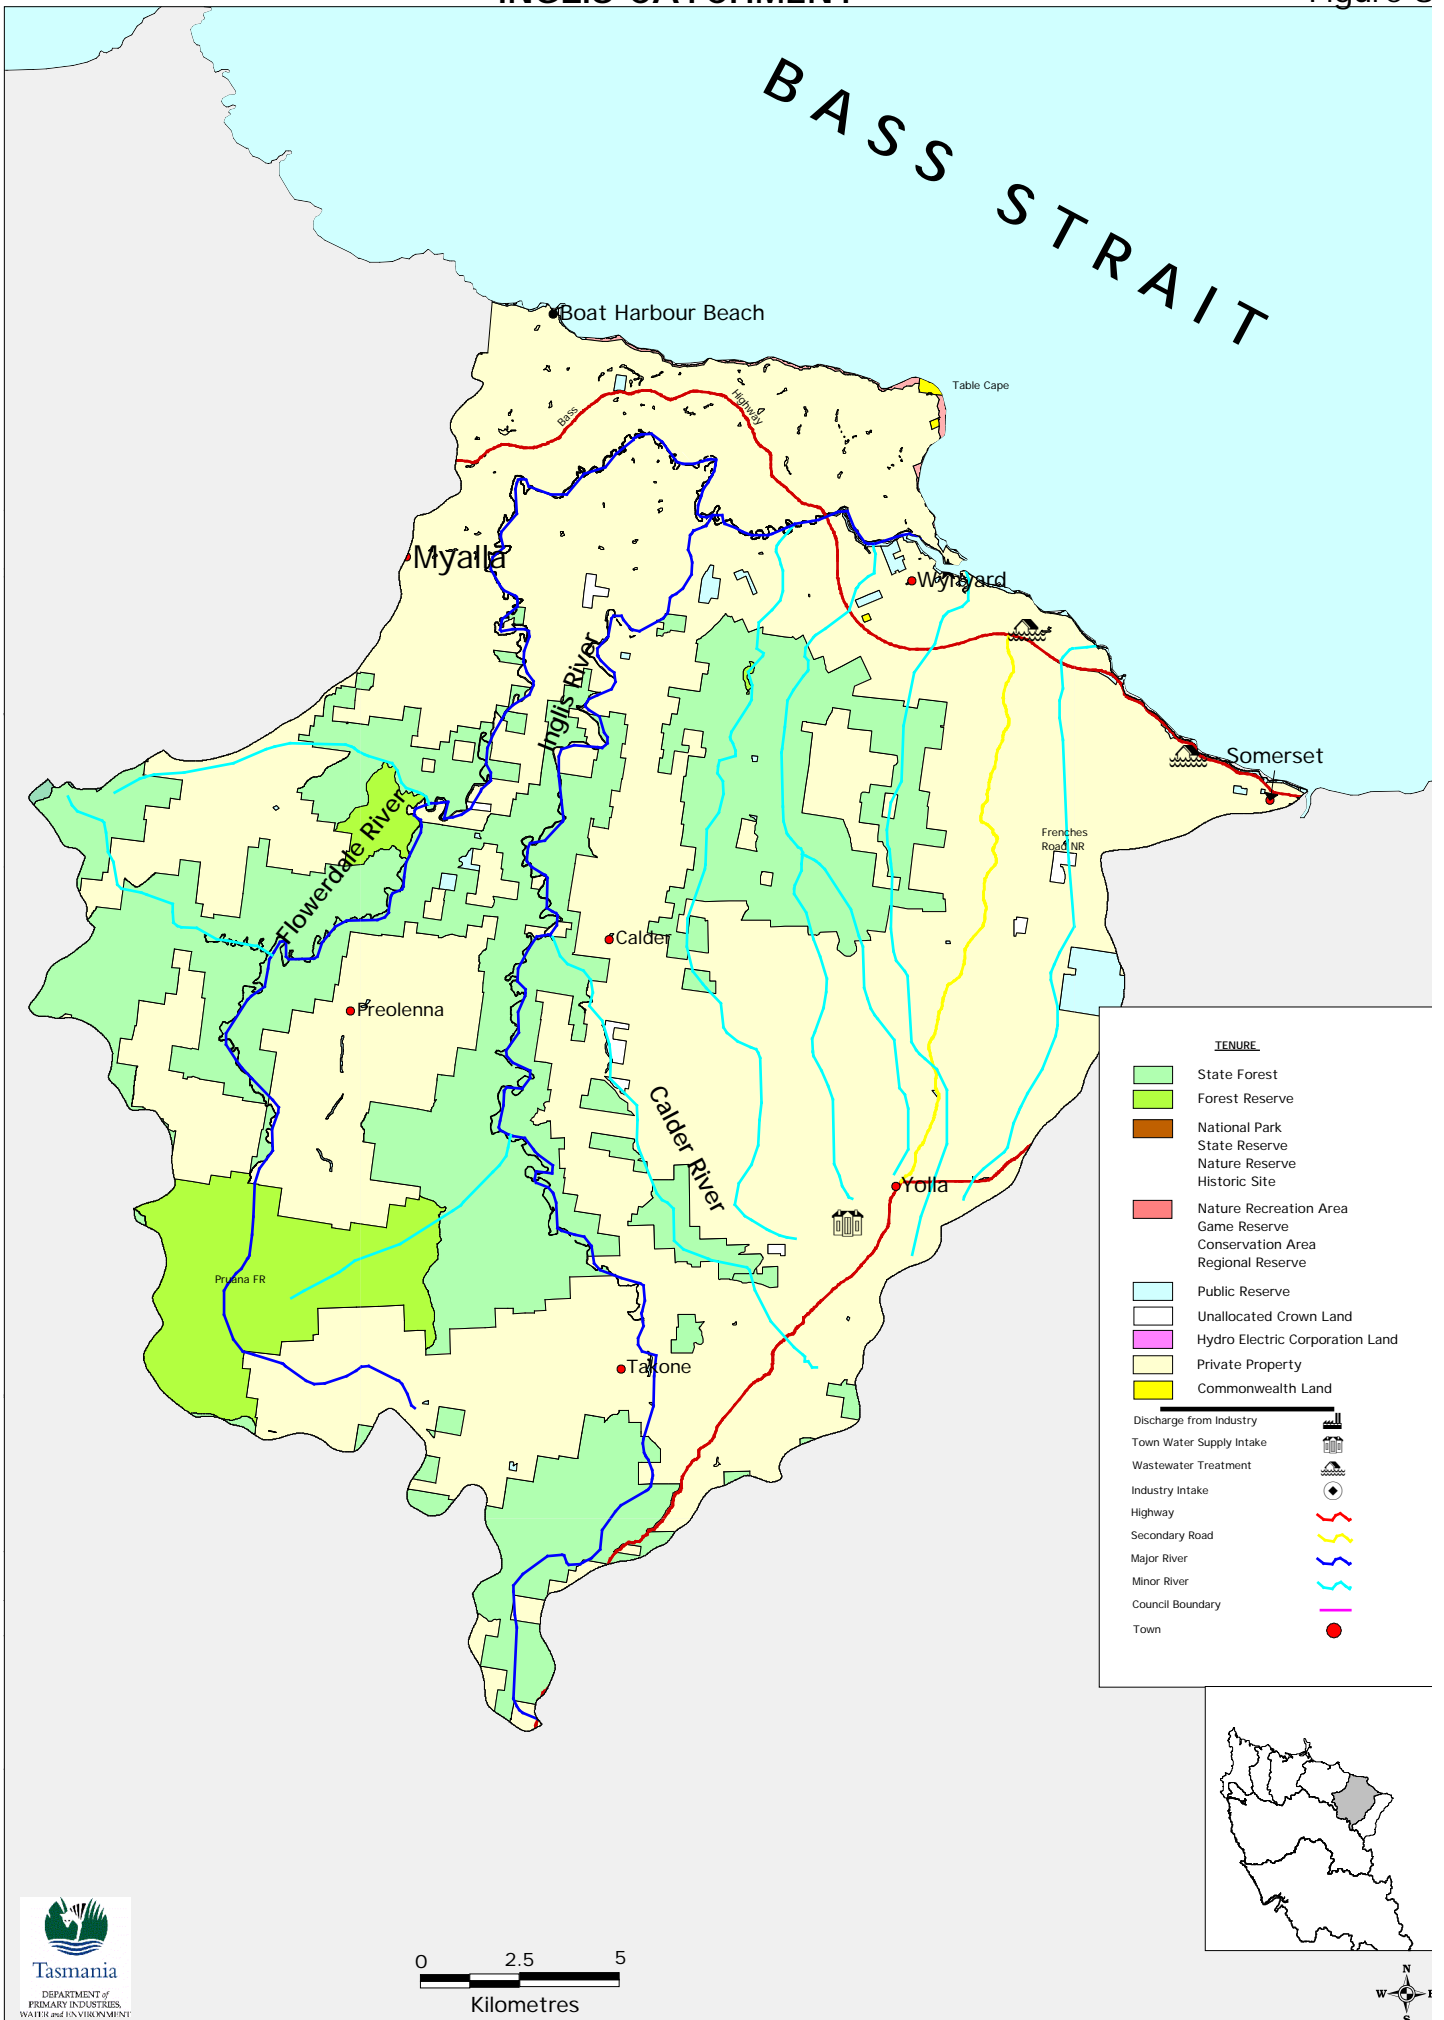 INGLIS CATCHMENT
Figure
BASS STRAIT
Boat Harbour Beach
Table Cape
Bass
Highway
Myalla
Wynyard
Inglis River
Somerset
Flowerdale River
Frenches
Road NR
Calder
Preolenna
Calder River
Yolla
Pruana FR
Takone
TENURE
State Forest
Forest Reserve
National Park
State Reserve
Nature Reserve
Historic Site
Nature Recreation Area
Game Reserve
Conservation Area
Regional Reserve
Public Reserve
Unallocated Crown Land
Hydro Electric Corporation Land
Private Property
Commonwealth Land
Discharge from Industry
Town Water Supply Intake
Wastewater Treatment
Industry Intake
Highway
Secondary Road
Major River
Minor River
Council Boundary
Town
Tasmania
DEPARTMENT of
PRIMARY INDUSTRIES,
WATER and ENVIRONMENT
0 2.5 5
Kilometres
N
W E
S